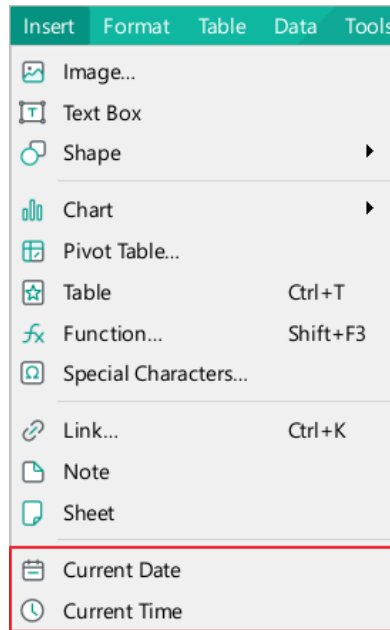 Insert Format Table Data Tools
Image...
Text Box
Shape
Chart
Pivot Table...
Table Ctrl+T
Function... Shift+F3
Special Characters...
Link... Ctrl+K
Note
Sheet
Current Date
Current Time